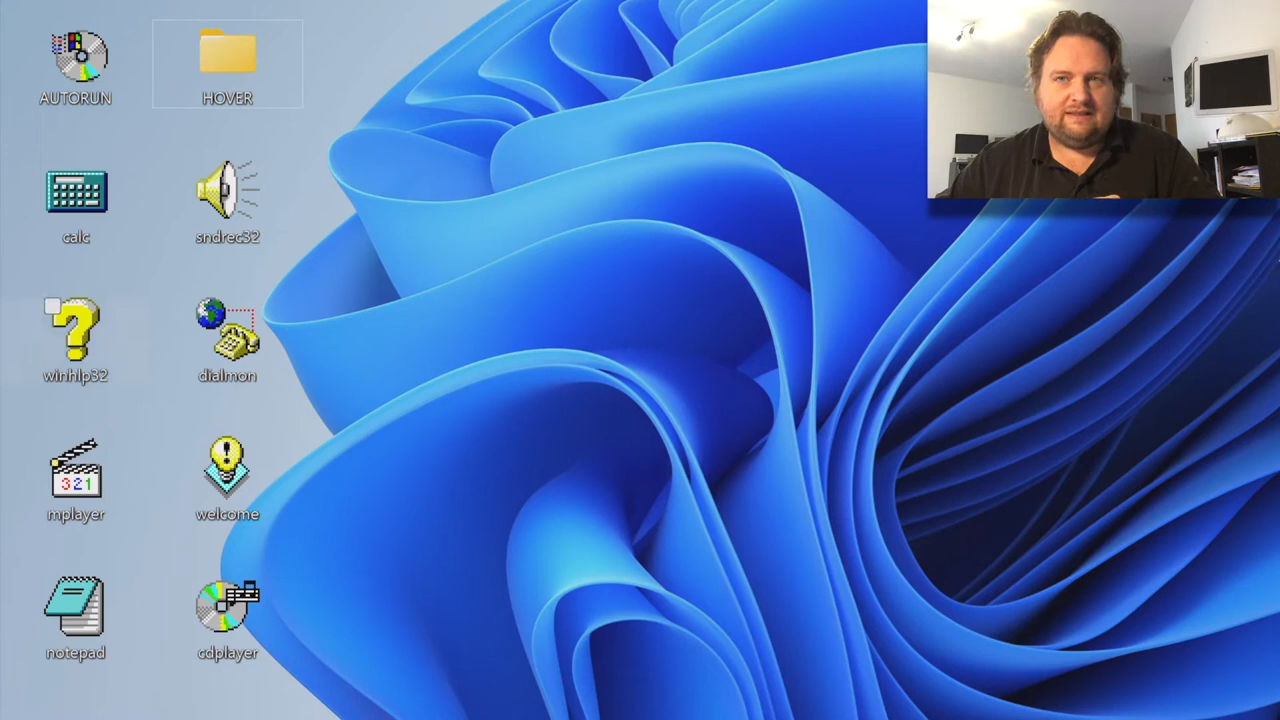 AUTORUN
HOVER
calc
sndrec32
winhlp32
dialmon
mplayer
welcome
notepad
cdplayer